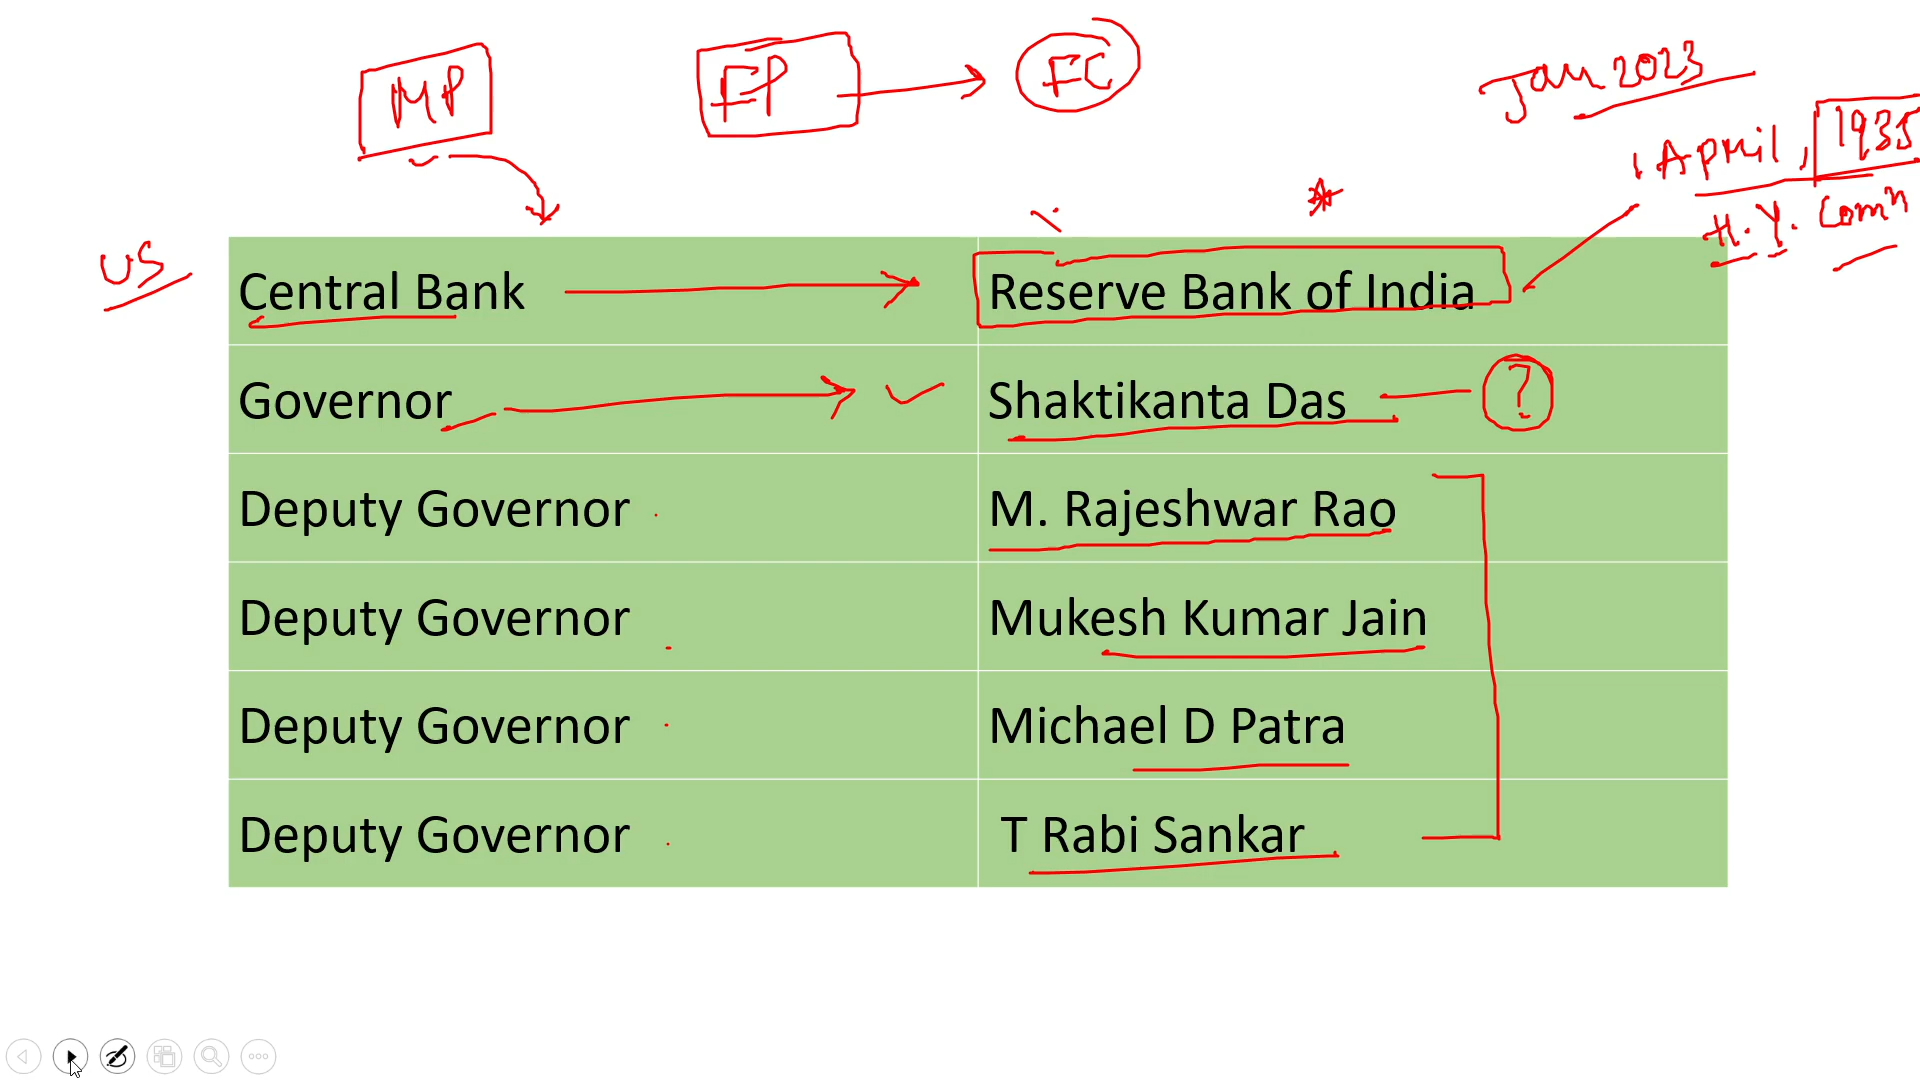 MP
FP
FC
Jan 2023
1 April, 1935
H.Y. Comn
US
Central Bank Reserve Bank of India
Governor Shaktikanta Das ?
Deputy Governor M. Rajeshwar Rao
Deputy Governor Mukesh Kumar Jain
Deputy Governor Michael D Patra
Deputy Governor T Rabi Sankar